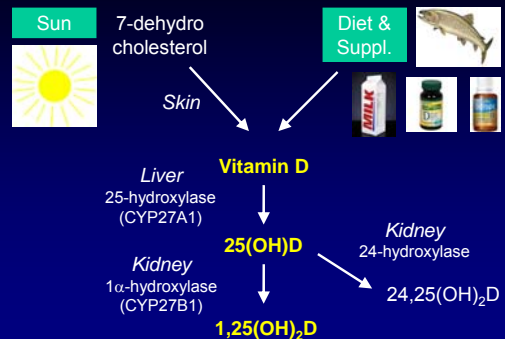 Sun
7-dehydro
cholesterol
Diet &
Suppl.
Skin
MILK
Vitamin D
Liver
25-hydroxylase
(CYP27A1)
25(OH)D
Kidney
24-hydroxylase
Kidney
1α-hydroxylase
(CYP27B1)
24,25(OH)₂D
1,25(OH)₂D